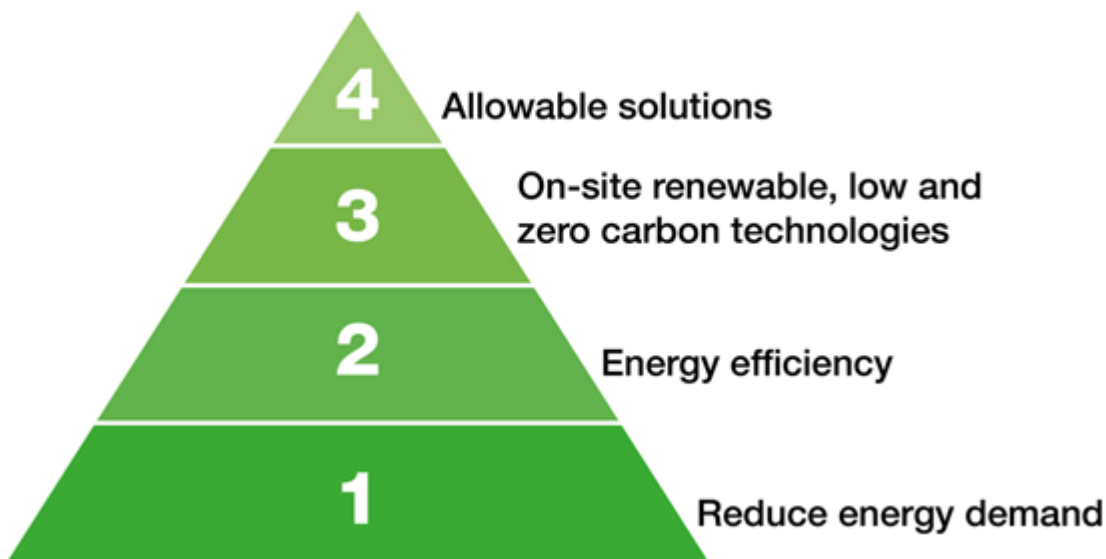 4
Allowable solutions
3
On-site renewable, low and
zero carbon technologies
2
Energy efficiency
1
Reduce energy demand